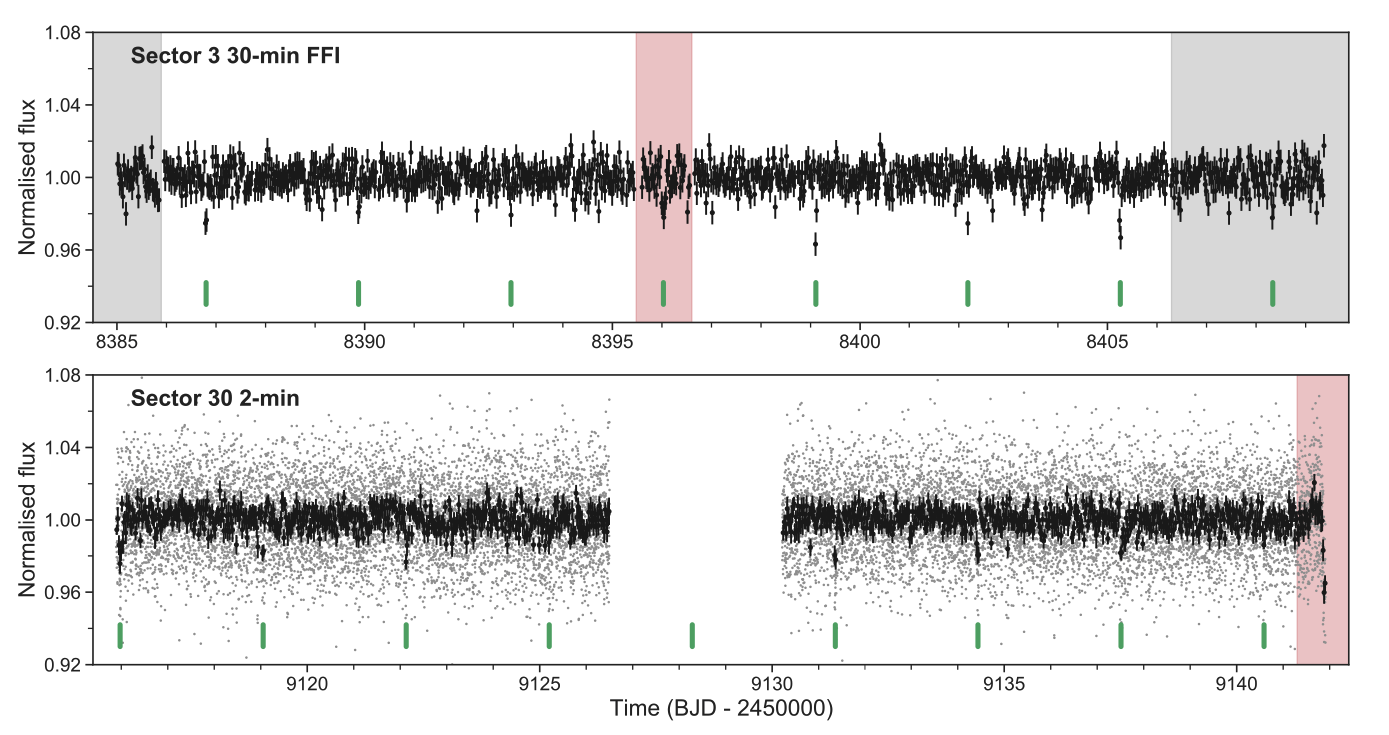 Sector 3 30-min FFI
Normalised flux
1.08
1.04
1.00
0.96
0.92
8385 8390 8395 8400 8405
Sector 30 2-min
Normalised flux
1.08
1.04
1.00
0.96
0.92
9120 9125 9130 9135 9140
Time (BJD - 2450000)